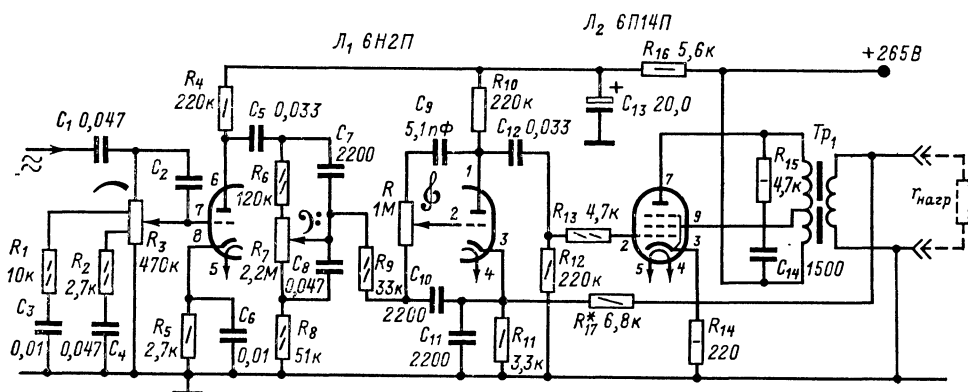 Л₁ 6Н2П
Л₂ 6П14П
R₁₆ 5,6к
+265В
R₄
220к
C₅ 0,033
C₇
2200
C₉
5,1пФ
R₁₀
220к
C₁₂ 0,033
C₁₃ 20,0
+
C₁ 0,047
C₂
6
7
8
5
R₆
120к
R
1М
1
2
3
4
R₁₃ 4,7к
R₁₅
4,7к
Тр₁
rнагр
7
9
2
3
5
4
R₁
10к
R₂
2,7к
R₃
470к
R₇
2,2М
C₈
0,047
R₉
33к
C₁₀
2200
R₁₂
220к
C₁₄ 1500
R*₁₇ 6,8к
C₃
0,01
0,047
C₄
R₅
2,7к
C₆
0,01
R₈
51к
C₁₁
2200
R₁₁
3,3к
R₁₄
220